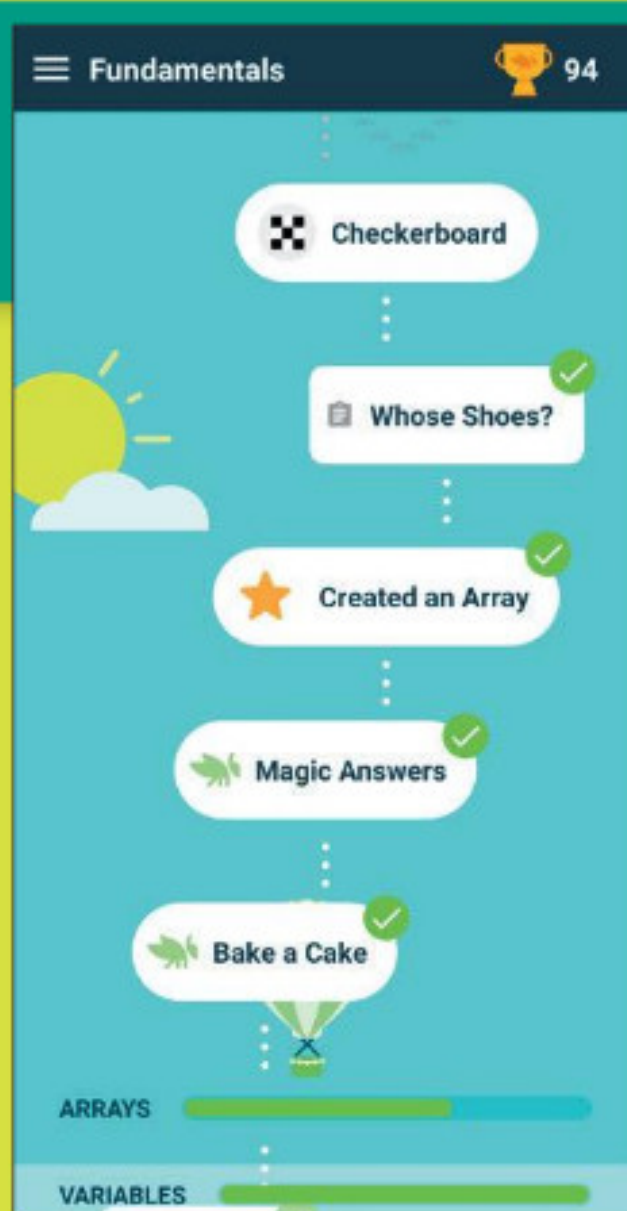 Fundamentals 94
Checkerboard
Whose Shoes?
Created an Array
Magic Answers
Bake a Cake
ARRAYS
VARIABLES